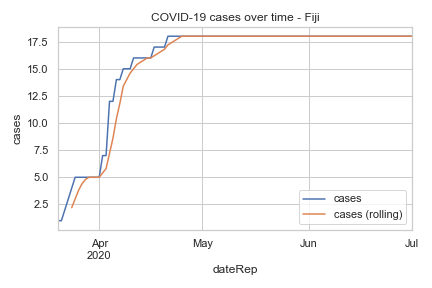 COVID-19 cases over time - Fiji
cases
17.5
15.0
12.5
10.0
7.5
5.0
2.5
Apr
2020
May
Jun
Jul
dateRep
cases
cases (rolling)